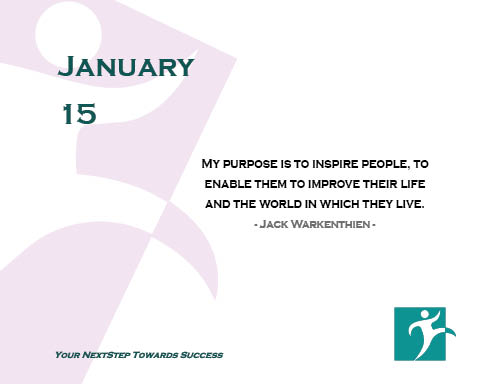 January
15
My purpose is to inspire people, to
enable them to improve their life
and the world in which they live.
- Jack Warkenthien -
Your NextStep Towards Success